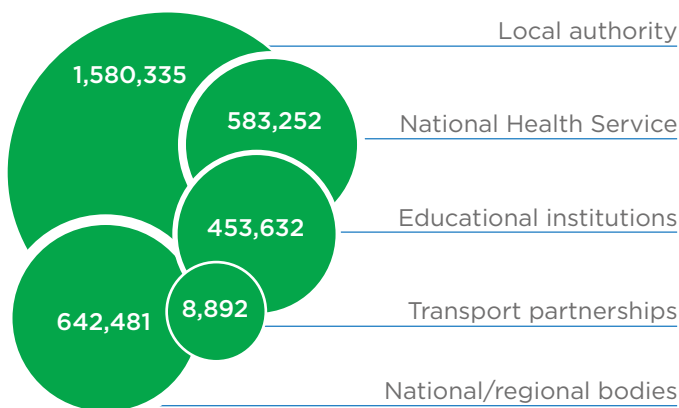 Local authority
1,580,335
583,252
National Health Service
453,632
Educational institutions
8,892
642,481
Transport partnerships
National/regional bodies